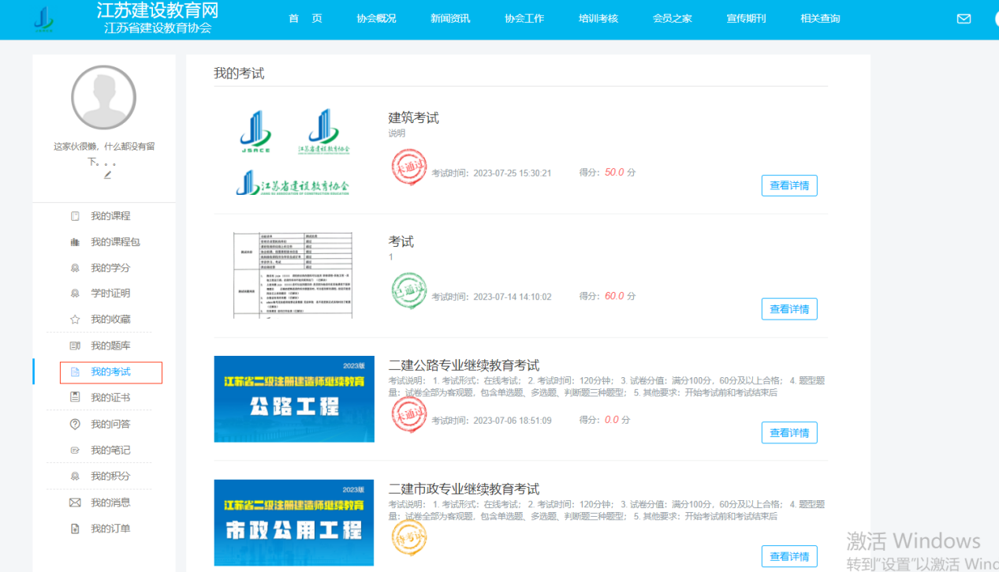 江苏建设教育网
江苏省建设教育协会
首 页 协会概况 新闻资讯 协会工作 培训考核 会员之家 宣传期刊 相关查询
这家伙很懒，什么都没有留
下。。。
我的课程
我的课程包
我的学分
学时证明
我的收藏
我的题库
我的考试
我的证书
我的问答
我的笔记
我的积分
我的消息
我的订单
我的考试
JSACE
江苏省建设教育协会
江苏省建设教育协会
建筑考试
说明
未通过
考试时间：2023-07-25 15:30:21 得分：50.0 分
查看详情
考试
1
已通过
考试时间：2023-07-14 14:10:02 得分：60.0 分
查看详情
2023版
江苏省二级注册建造师继续教育
公路工程
二建公路专业继续教育考试
考试说明： 1. 考试形式：在线考试； 2. 考试时间：120分钟； 3. 试卷分值：满分100分，60分及以上合格； 4. 题型题
量：试卷全部为客观题，包含单选题、多选题、判断题三种题型； 5. 其他要求：开始考试前和考试结束后
未通过
考试时间：2023-07-06 18:51:09 得分：0.0 分
查看详情
2023版
江苏省二级注册建造师继续教育
市政公用工程
二建市政专业继续教育考试
考试说明： 1. 考试形式：在线考试； 2. 考试时间：120分钟； 3. 试卷分值：满分100分，60分及以上合格； 4. 题型题
量：试卷全部为客观题，包含单选题、多选题、判断题三种题型； 5. 其他要求：开始考试前和考试结束后
待考试
查看详情
激活 Windows
转到"设置"以激活 Wind